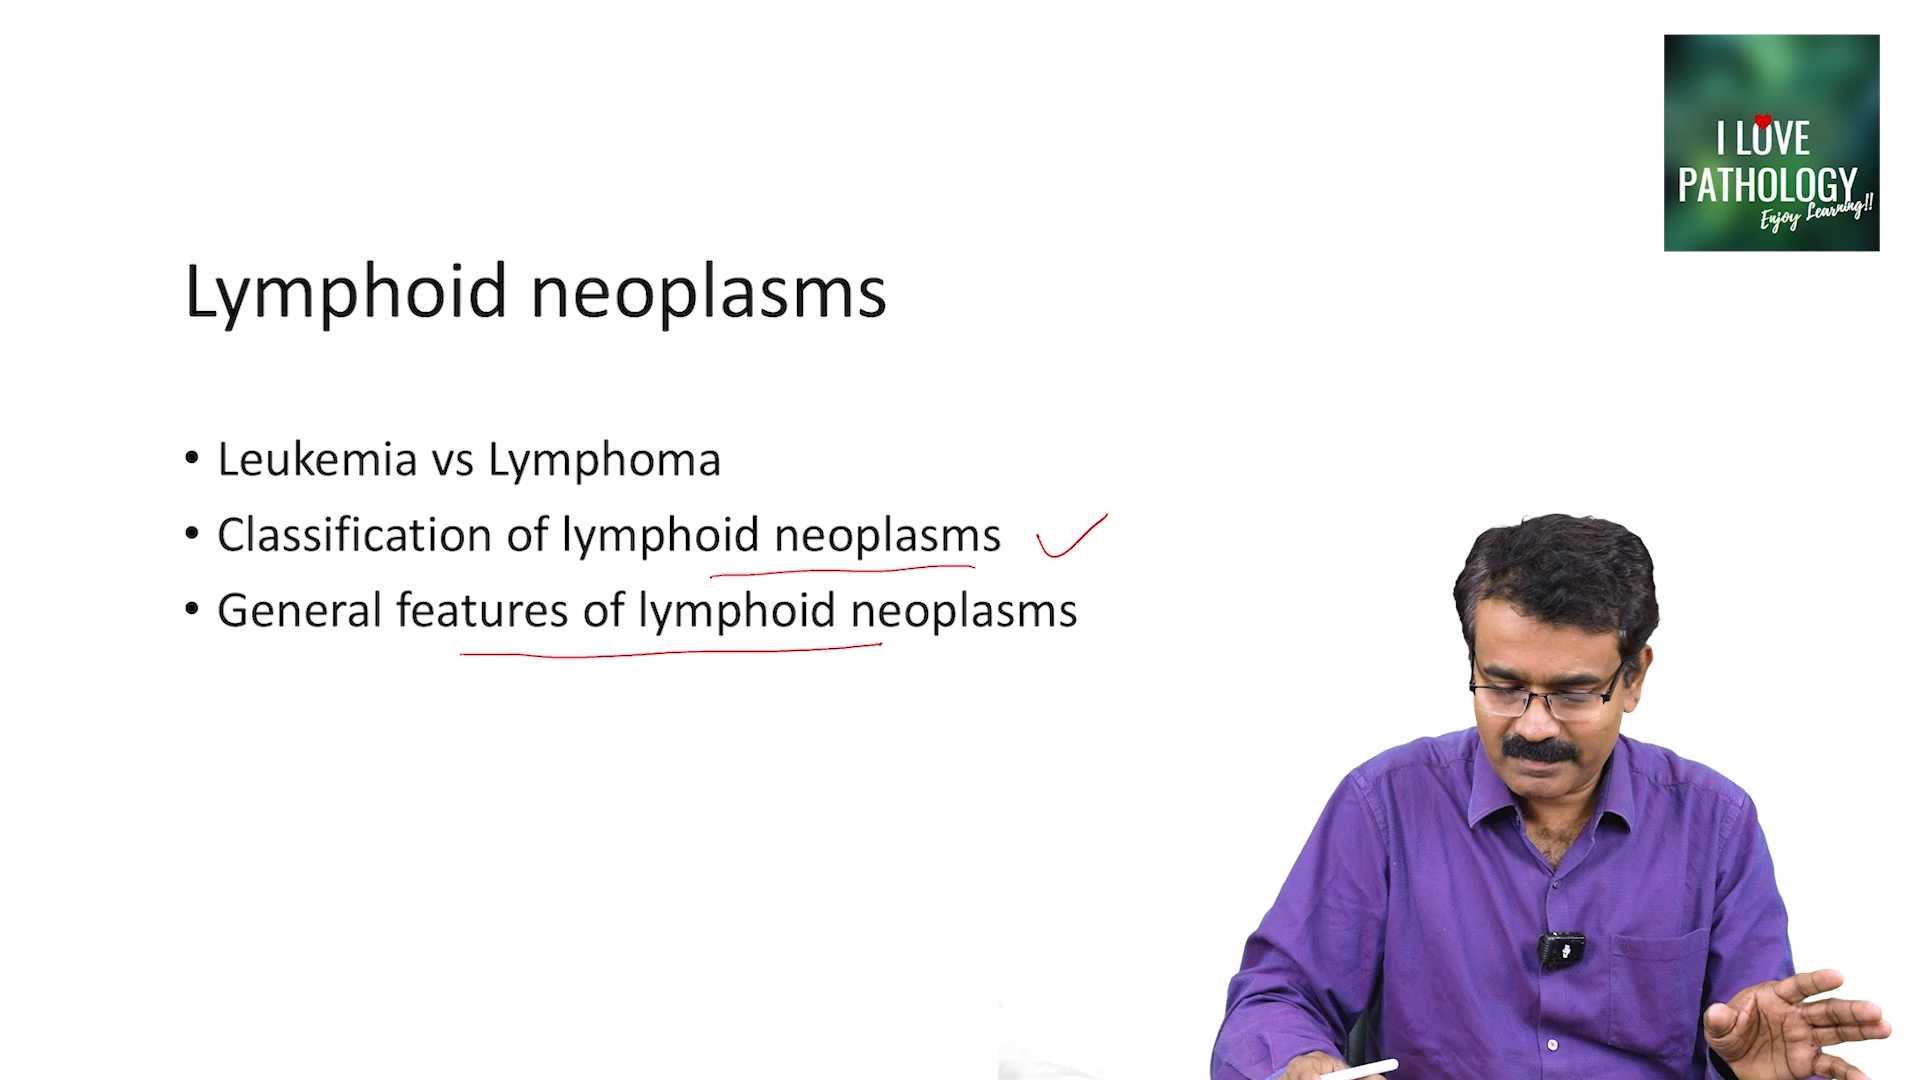 I LOVE
PATHOLOGY
Enjoy Learning!!
Lymphoid neoplasms
• Leukemia vs Lymphoma
• Classification of lymphoid neoplasms
• General features of lymphoid neoplasms